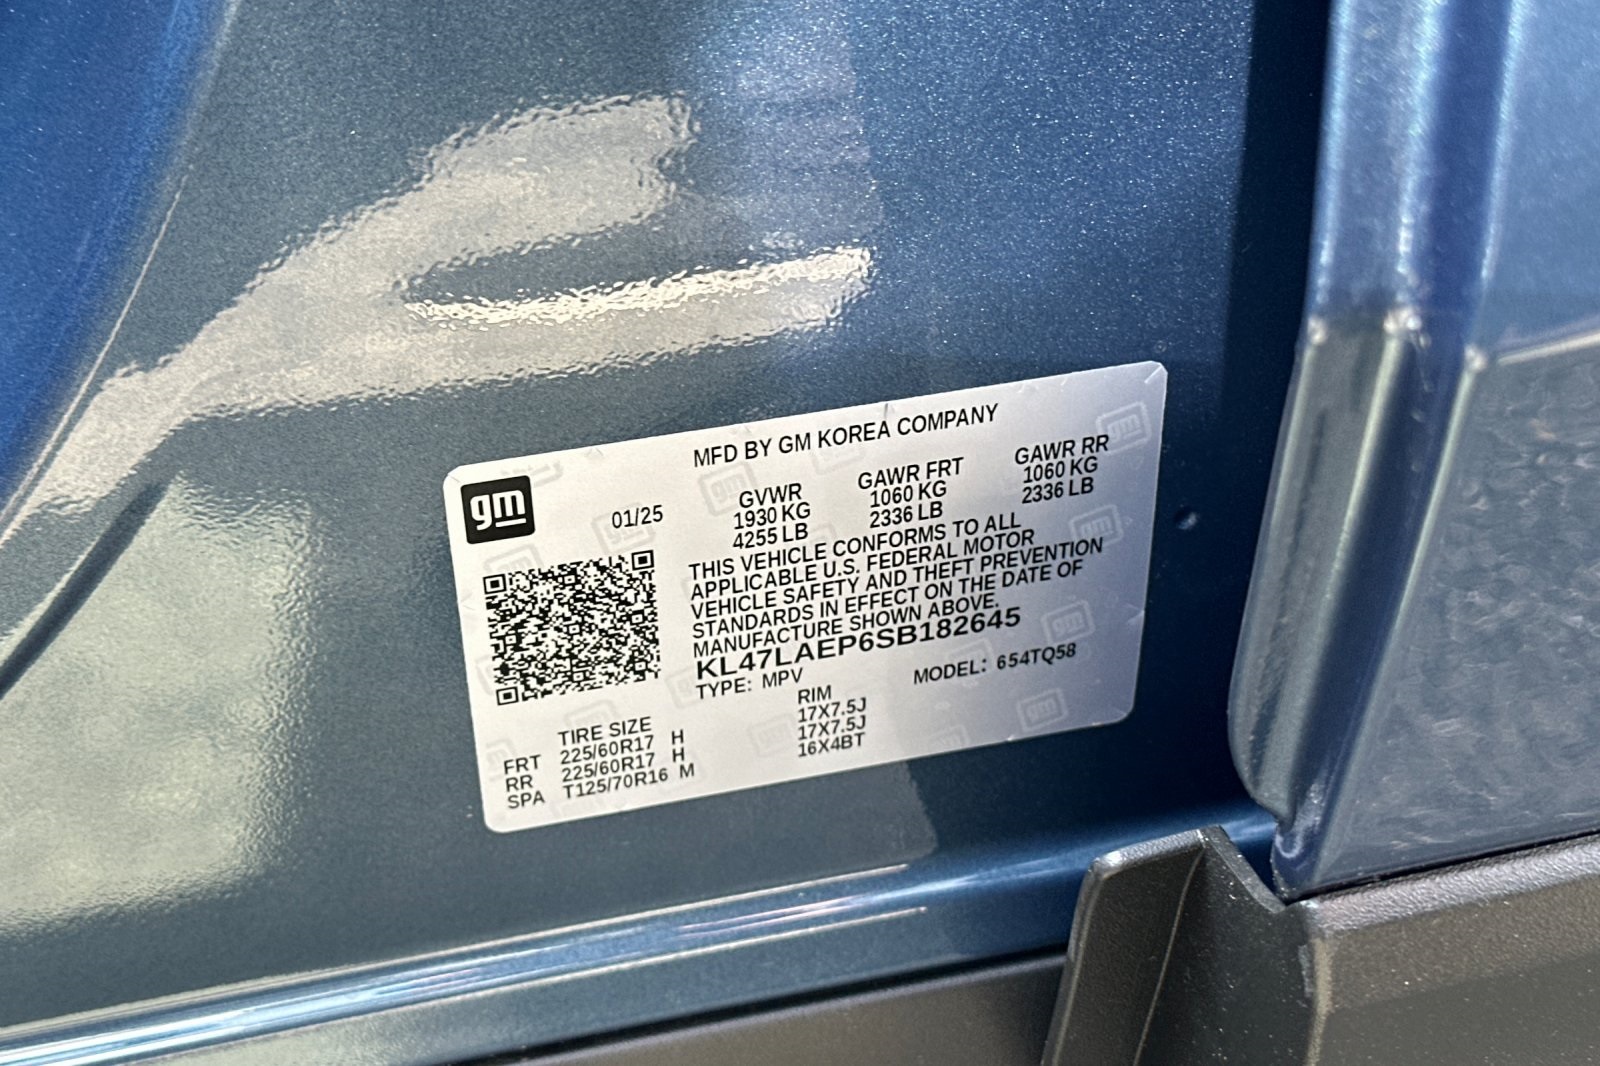 MFD BY GM KOREA COMPANY
gm
01/25
GVWR
1930 KG
4255 LB
GAWR FRT
1060 KG
2336 LB
GAWR RR
1060 KG
2336 LB
THIS VEHICLE CONFORMS TO ALL
APPLICABLE U.S. FEDERAL MOTOR
VEHICLE SAFETY AND THEFT PREVENTION
STANDARDS IN EFFECT ON THE DATE OF
MANUFACTURE SHOWN ABOVE.
KL47LAEP6SB182645
TYPE: MPV
MODEL: 654TQ58
TIRE SIZE RIM
FRT 225/60R17 H 17X7.5J
RR 225/60R17 H 17X7.5J
SPA T125/70R16 M 16X4BT